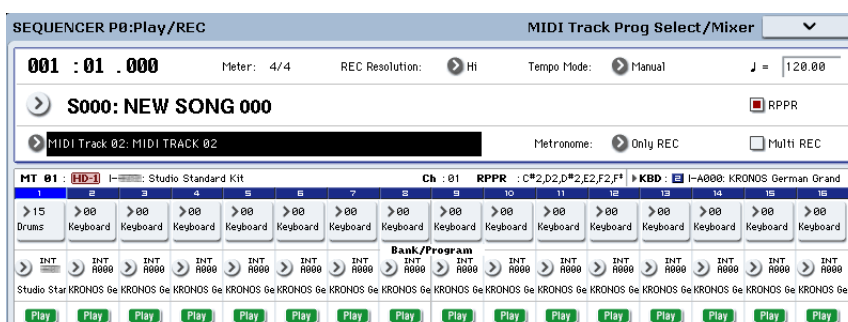 SEQUENCER P0:Play/REC MIDI Track Prog Select/Mixer
001 :01 .000 Meter: 4/4 REC Resolution: Hi Tempo Mode: Manual ♩ = 120.00
S000: NEW SONG 000 RPPR
MIDI Track 02: MIDI TRACK 02 Metronome: Only REC Multi REC
MT 01 : HD-1 I- : Studio Standard Kit Ch :01 RPPR :C#2,D2,D#2,E2,F2,F# KBD: I-A000: KRONOS German Grand
1 2 3 4 5 6 7 8 9 10 11 12 13 14 15 16
15 00 00 00 00 00 00 00 00 00 00 00 00 00 00 00
Drums Keyboard Keyboard Keyboard Keyboard Keyboard Keyboard Keyboard Keyboard Keyboard Keyboard Keyboard Keyboard Keyboard Keyboard Keyboard
Bank/Program
INT INT INT INT INT INT INT INT INT INT INT INT INT INT INT INT
A000 A000 A000 A000 A000 A000 A000 A000 A000 A000 A000 A000 A000 A000 A000
Studio Star KRONOS Ge KRONOS Ge KRONOS Ge KRONOS Ge KRONOS Ge KRONOS Ge KRONOS Ge KRONOS Ge KRONOS Ge KRONOS Ge KRONOS Ge KRONOS Ge KRONOS Ge KRONOS Ge KRONOS Ge
Play Play Play Play Play Play Play Play Play Play Play Play Play Play Play Play